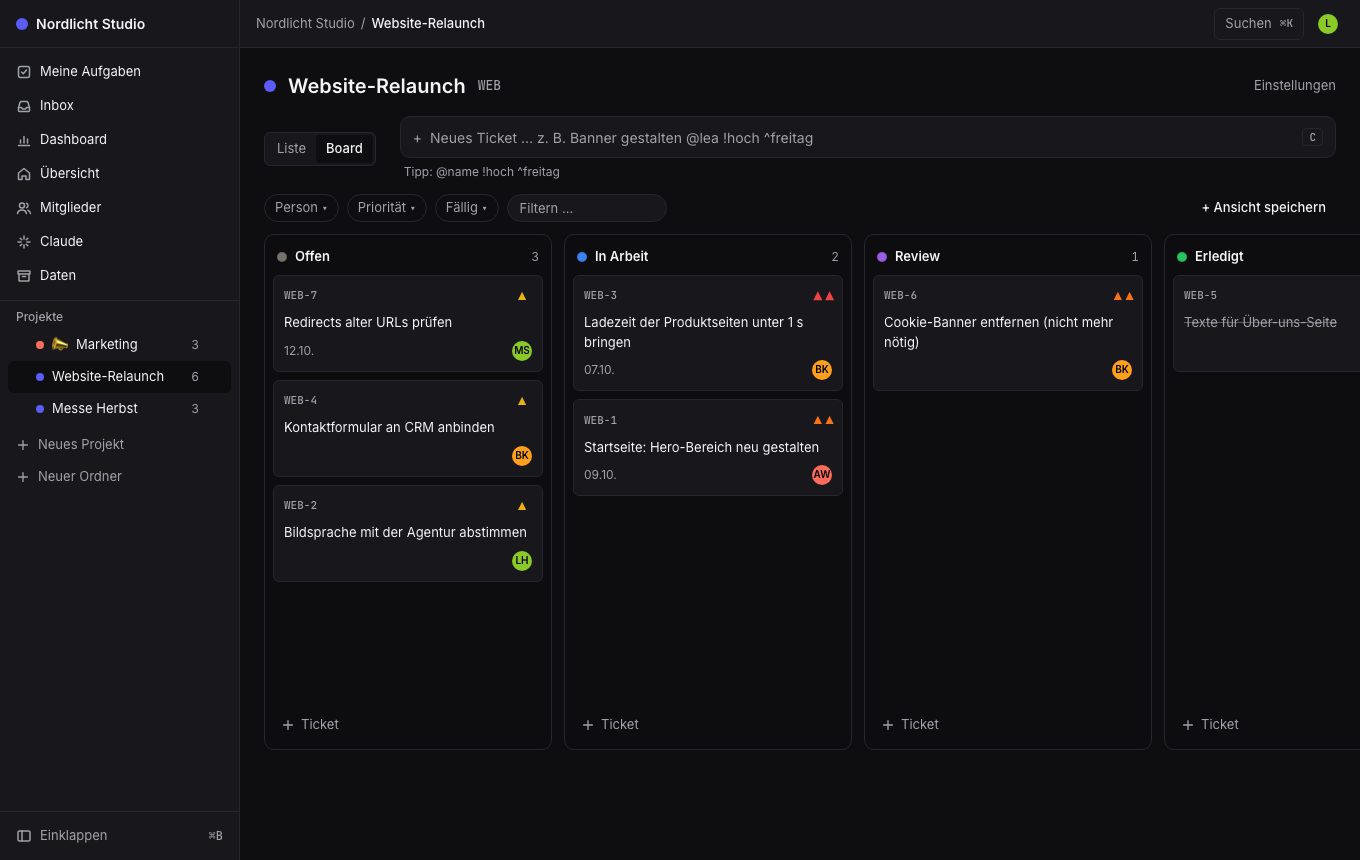 Nordlicht Studio
Nordlicht Studio / Website-Relaunch
Suchen ⌘K
L
Meine Aufgaben
Inbox
Dashboard
Übersicht
Mitglieder
Claude
Daten
Projekte
Marketing 3
Website-Relaunch 6
Messe Herbst 3
Neues Projekt
Neuer Ordner
Einklappen ⌘B
Website-Relaunch WEB
Einstellungen
Liste Board
+ Neues Ticket ... z. B. Banner gestalten @lea !hoch ^freitag C
Tipp: @name !hoch ^freitag
Person Priorität Fällig Filtern ...
+ Ansicht speichern
Offen 3
WEB-7
Redirects alter URLs prüfen
12.10. MS
WEB-4
Kontaktformular an CRM anbinden
BK
WEB-2
Bildsprache mit der Agentur abstimmen
LH
+ Ticket
In Arbeit 2
WEB-3
Ladezeit der Produktseiten unter 1 s
bringen
07.10. BK
WEB-1
Startseite: Hero-Bereich neu gestalten
09.10. AW
+ Ticket
Review 1
WEB-6
Cookie-Banner entfernen (nicht mehr
nötig)
BK
+ Ticket
Erledigt
WEB-5
Texte für Über-uns-Seite
+ Ticket